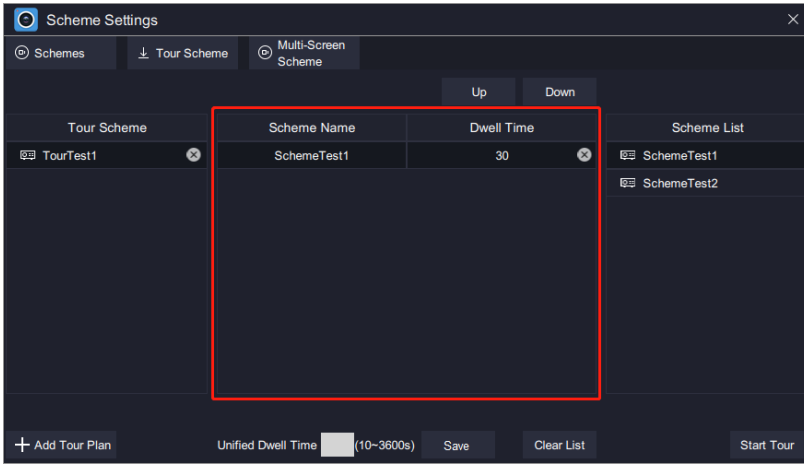 Scheme Settings
Schemes
Tour Scheme
Multi-Screen
Scheme
Up
Down
Tour Scheme
Scheme Name
Dwell Time
Scheme List
TourTest1
SchemeTest1
30
SchemeTest1
SchemeTest2
Add Tour Plan
Unified Dwell Time
(10~3600s)
Save
Clear List
Start Tour